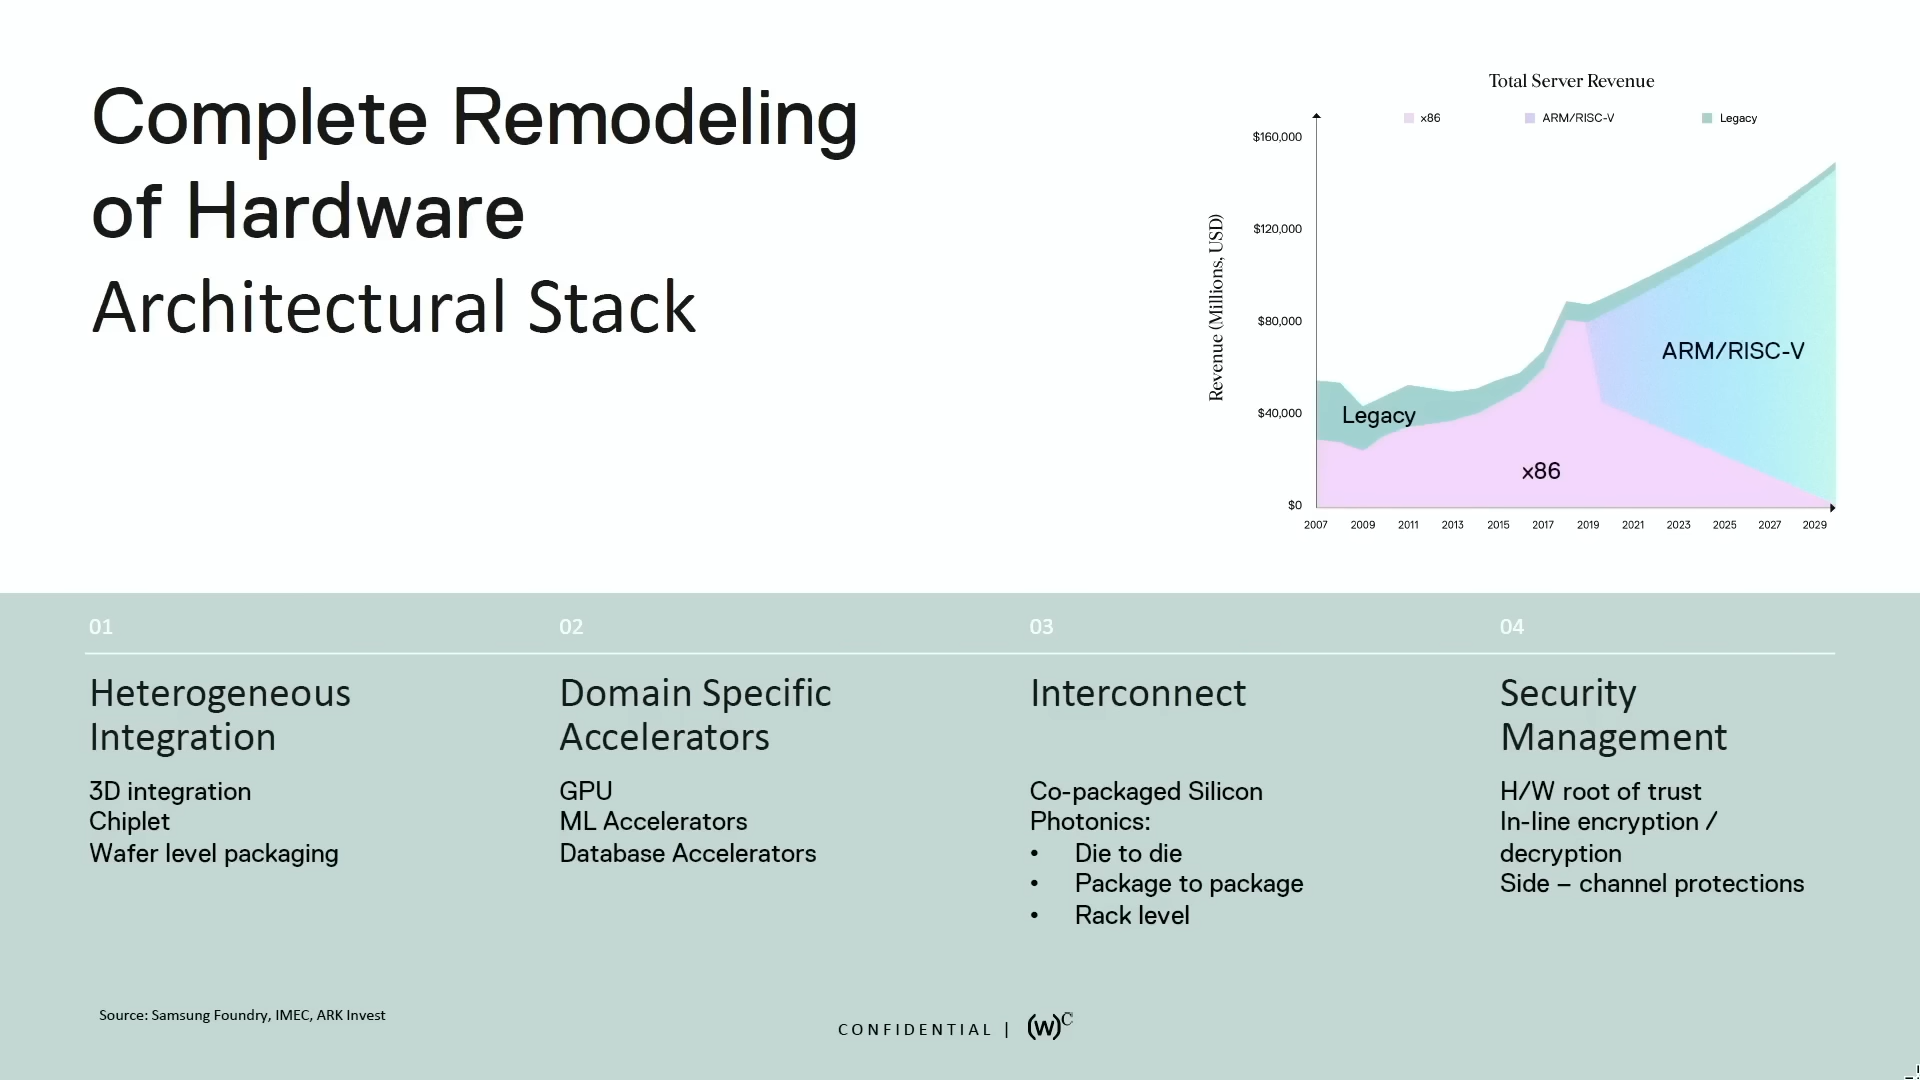 Complete Remodeling
of Hardware
Architectural Stack
Total Server Revenue
x86 ARM/RISC-V Legacy
Revenue (Millions, USD)
$160,000
$120,000
$80,000
$40,000
$0
ARM/RISC-V
Legacy
x86
2007 2009 2011 2013 2015 2017 2019 2021 2023 2025 2027 2029
01
Heterogeneous
Integration
3D integration
Chiplet
Wafer level packaging
02
Domain Specific
Accelerators
GPU
ML Accelerators
Database Accelerators
03
Interconnect
Co-packaged Silicon
Photonics:
• Die to die
• Package to package
• Rack level
04
Security
Management
H/W root of trust
In-line encryption /
decryption
Side – channel protections
Source: Samsung Foundry, IMEC, ARK Invest
CONFIDENTIAL | (w)C